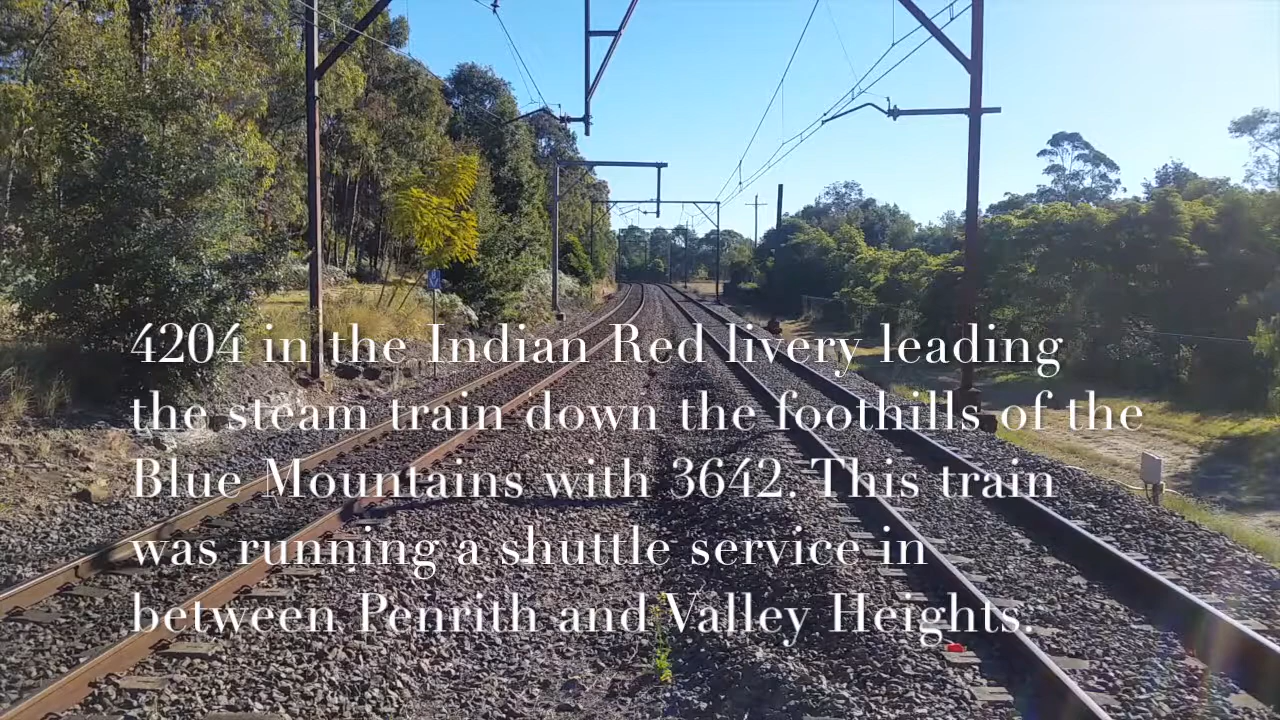 4204 in the Indian Red livery leading
the steam train down the foothills of the
Blue Mountains with 3642. This train
was running a shuttle service in
between Penrith and Valley Heights.